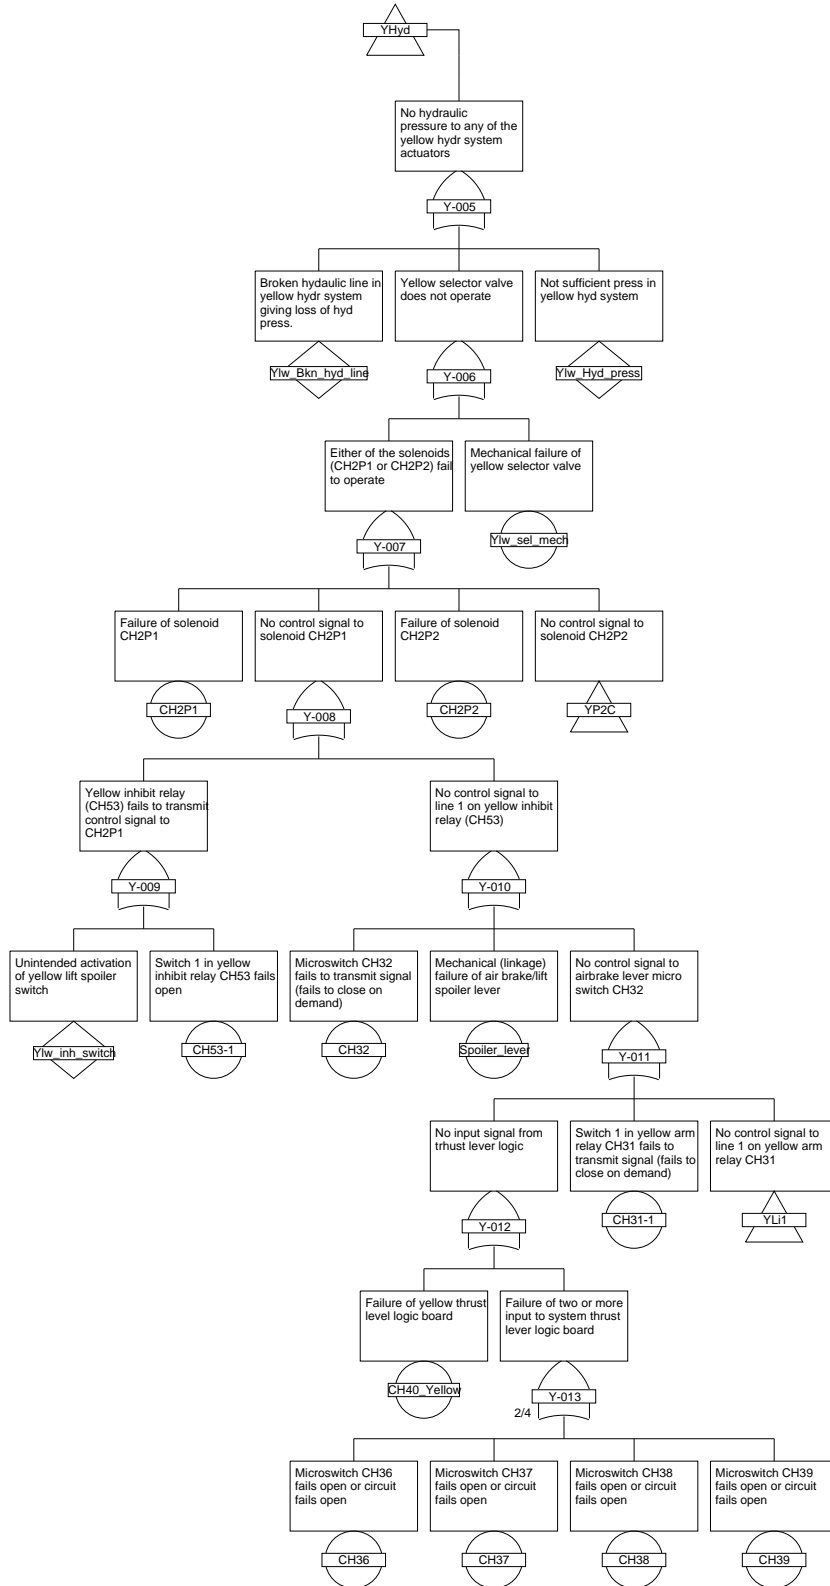 YHyd
No hydraulic
pressure to any of the
yellow hydr system
actuators
Y-005
Broken hydaulic line in
yellow hydr system
giving loss of hyd
press.
Ylw_Bkn_hyd_line
Yellow selector valve
does not operate
Y-006
Not sufficient press in
yellow hyd system
Ylw_Hyd_press
Either of the solenoids
(CH2P1 or CH2P2) fail
to operate
Y-007
Mechanical failure of
yellow selector valve
Ylw_sel_mech
Failure of solenoid
CH2P1
CH2P1
No control signal to
solenoid CH2P1
Y-008
Failure of solenoid
CH2P2
CH2P2
No control signal to
solenoid CH2P2
YP2C
Yellow inhibit relay
(CH53) fails to transmit
control signal to
CH2P1
Y-009
No control signal to
line 1 on yellow inhibit
relay (CH53)
Y-010
Unintended activation
of yellow lift spoiler
switch
Ylw_inh_switch
Switch 1 in yellow
inhibit relay CH53 fails
open
CH53-1
Microswitch CH32
fails to transmit signal
(fails to close on
demand)
CH32
Mechanical (linkage)
failure of air brake/lift
spoiler lever
Spoiler_lever
No control signal to
airbrake lever micro
switch CH32
Y-011
No input signal from
trhust lever logic
Y-012
Switch 1 in yellow arm
relay CH31 fails to
transmit signal (fails to
close on demand)
CH31-1
No control signal to
line 1 on yellow arm
relay CH31
YLi1
Failure of yellow thrust
level logic board
CH40_Yellow
Failure of two or more
input to system thrust
lever logic board
Y-013
2/4
Microswitch CH36
fails open or circuit
fails open
CH36
Microswitch CH37
fails open or circuit
fails open
CH37
Microswitch CH38
fails open or circuit
fails open
CH38
Microswitch CH39
fails open or circuit
fails open
CH39